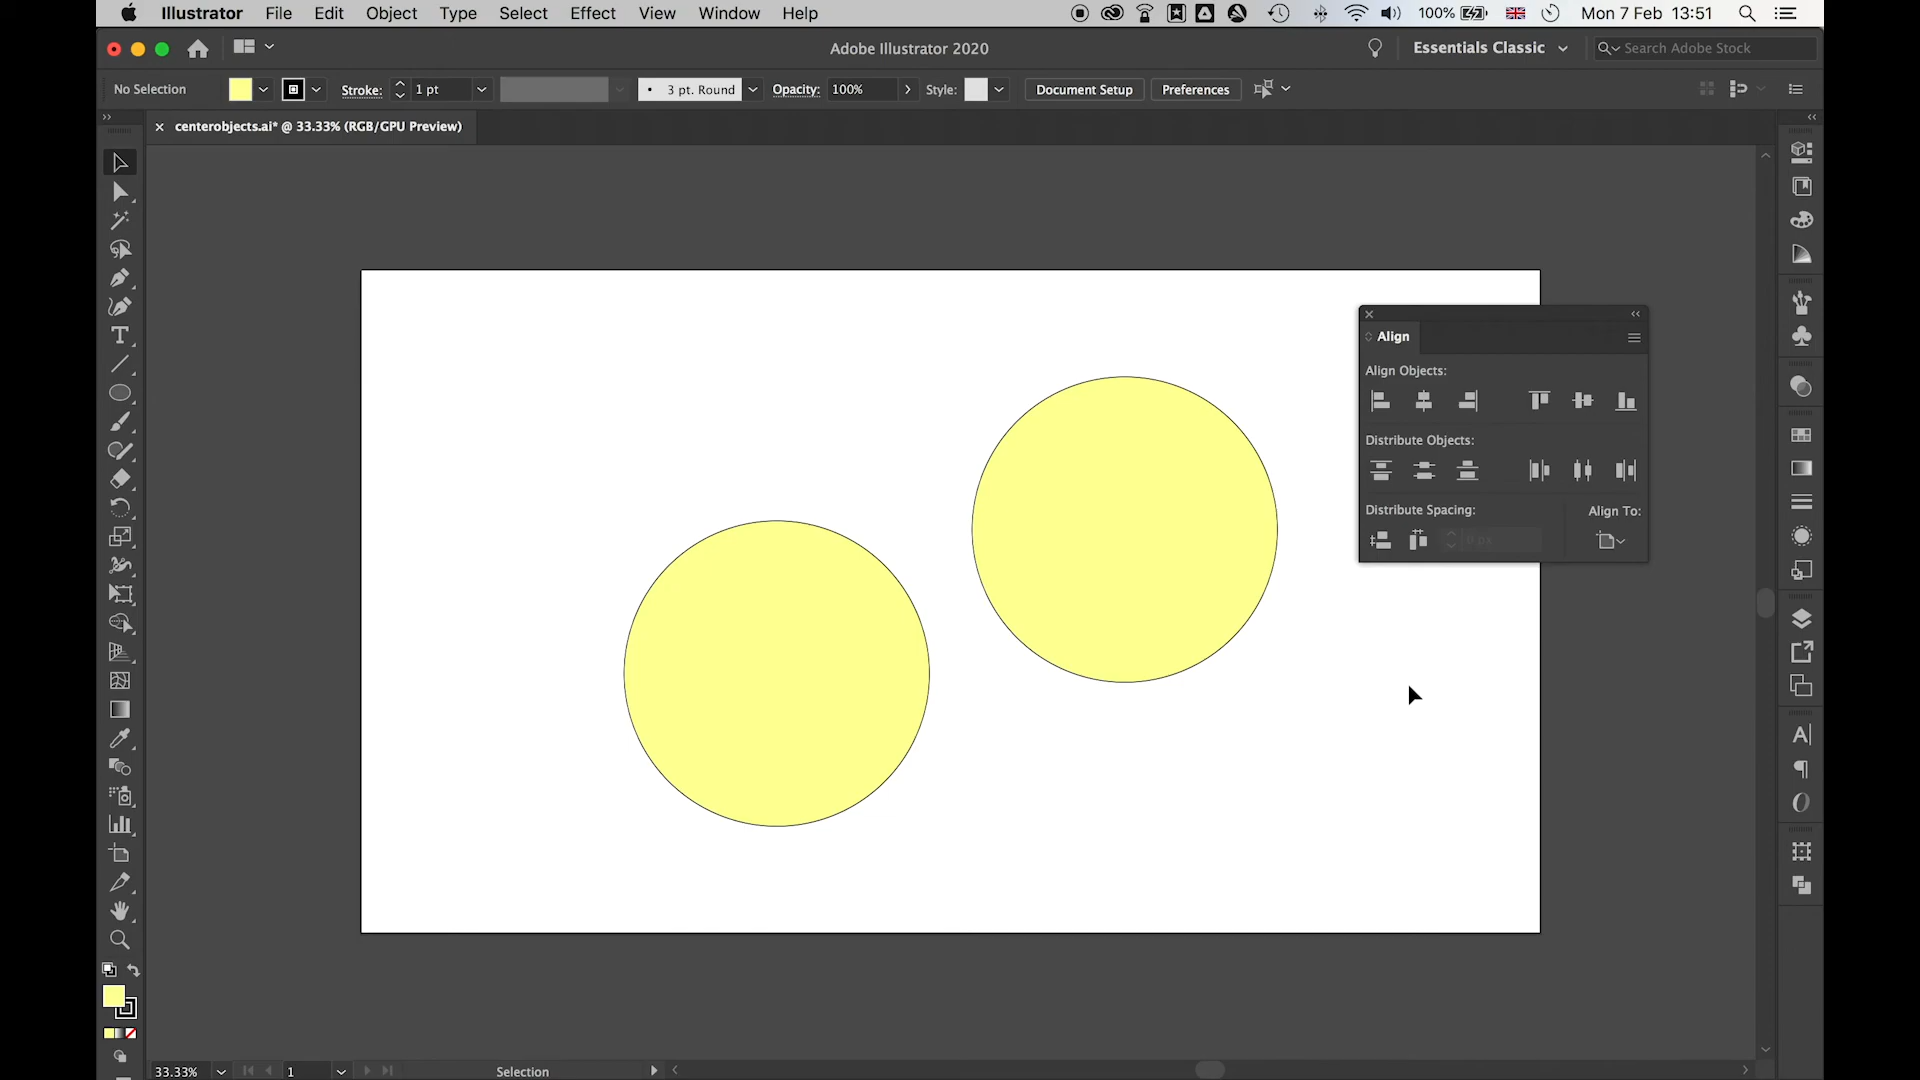 Illustrator File Edit Object Type Select Effect View Window Help 100% Mon 7 Feb 13:51
Adobe Illustrator 2020 Essentials Classic Search Adobe Stock
No Selection Stroke: 1 pt 3 pt. Round Opacity: 100% Style: Document Setup Preferences
centerobjects.ai* @ 33.33% (RGB/GPU Preview)
Align
Align Objects:
Distribute Objects:
Distribute Spacing: Align To:
0 px
33.33% 1 Selection